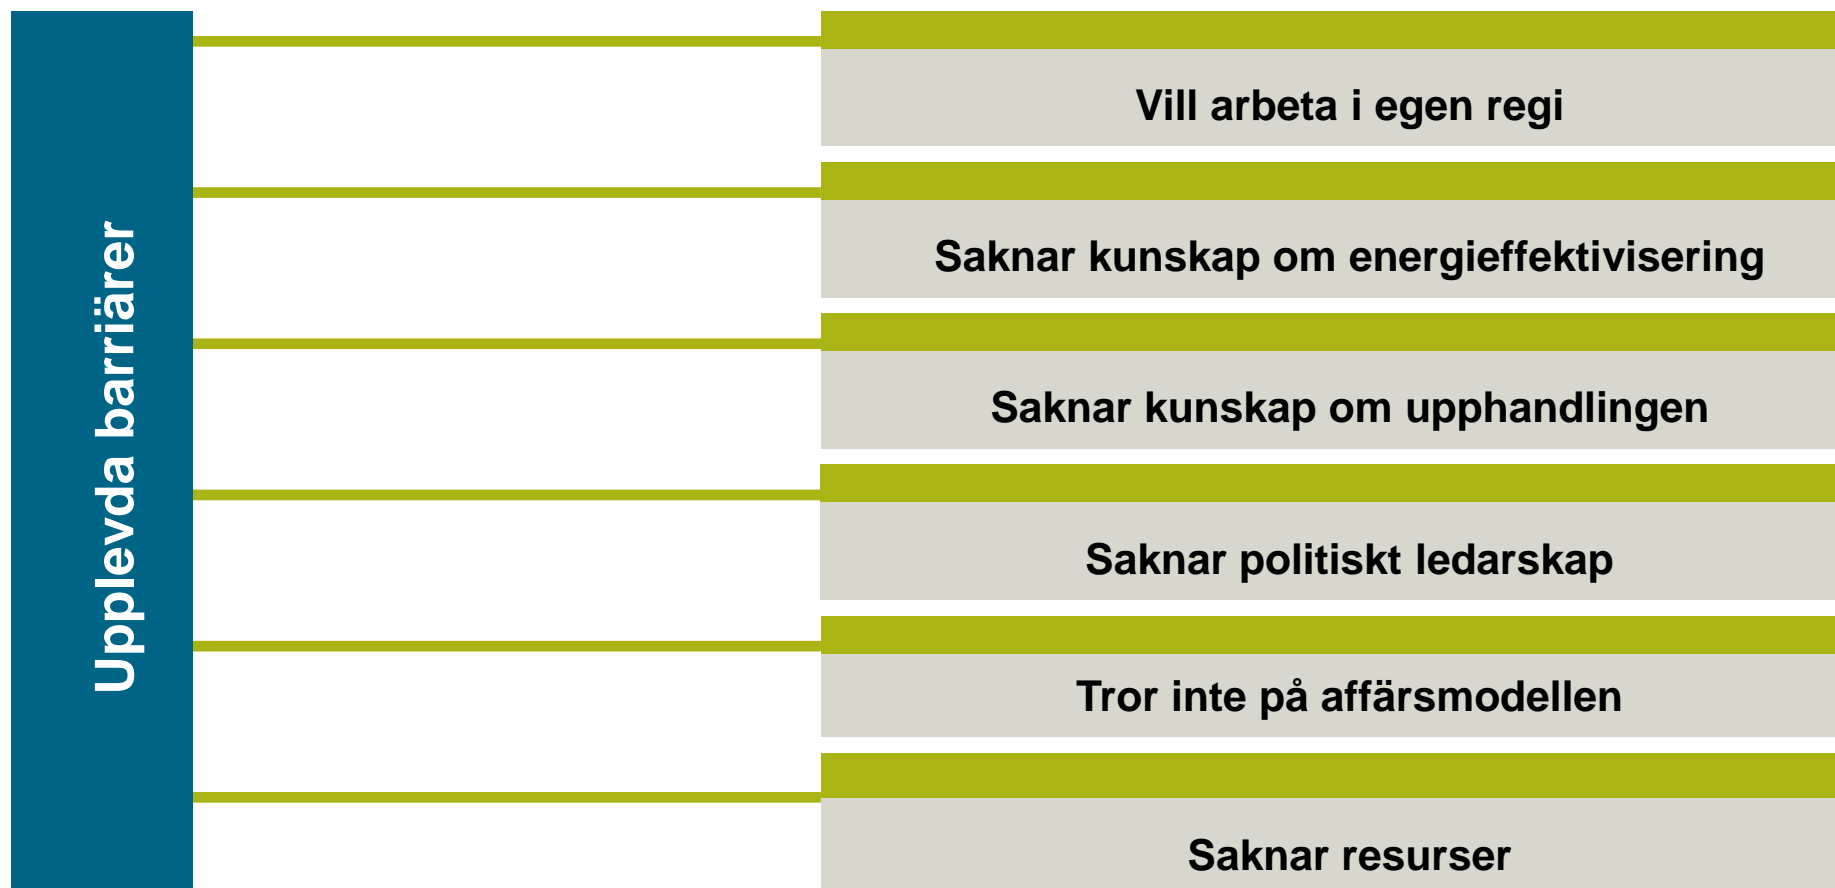 Upplevda barriärer
Vill arbeta i egen regi
Saknar kunskap om energieffektivisering
Saknar kunskap om upphandlingen
Saknar politiskt ledarskap
Tror inte på affärsmodellen
Saknar resurser